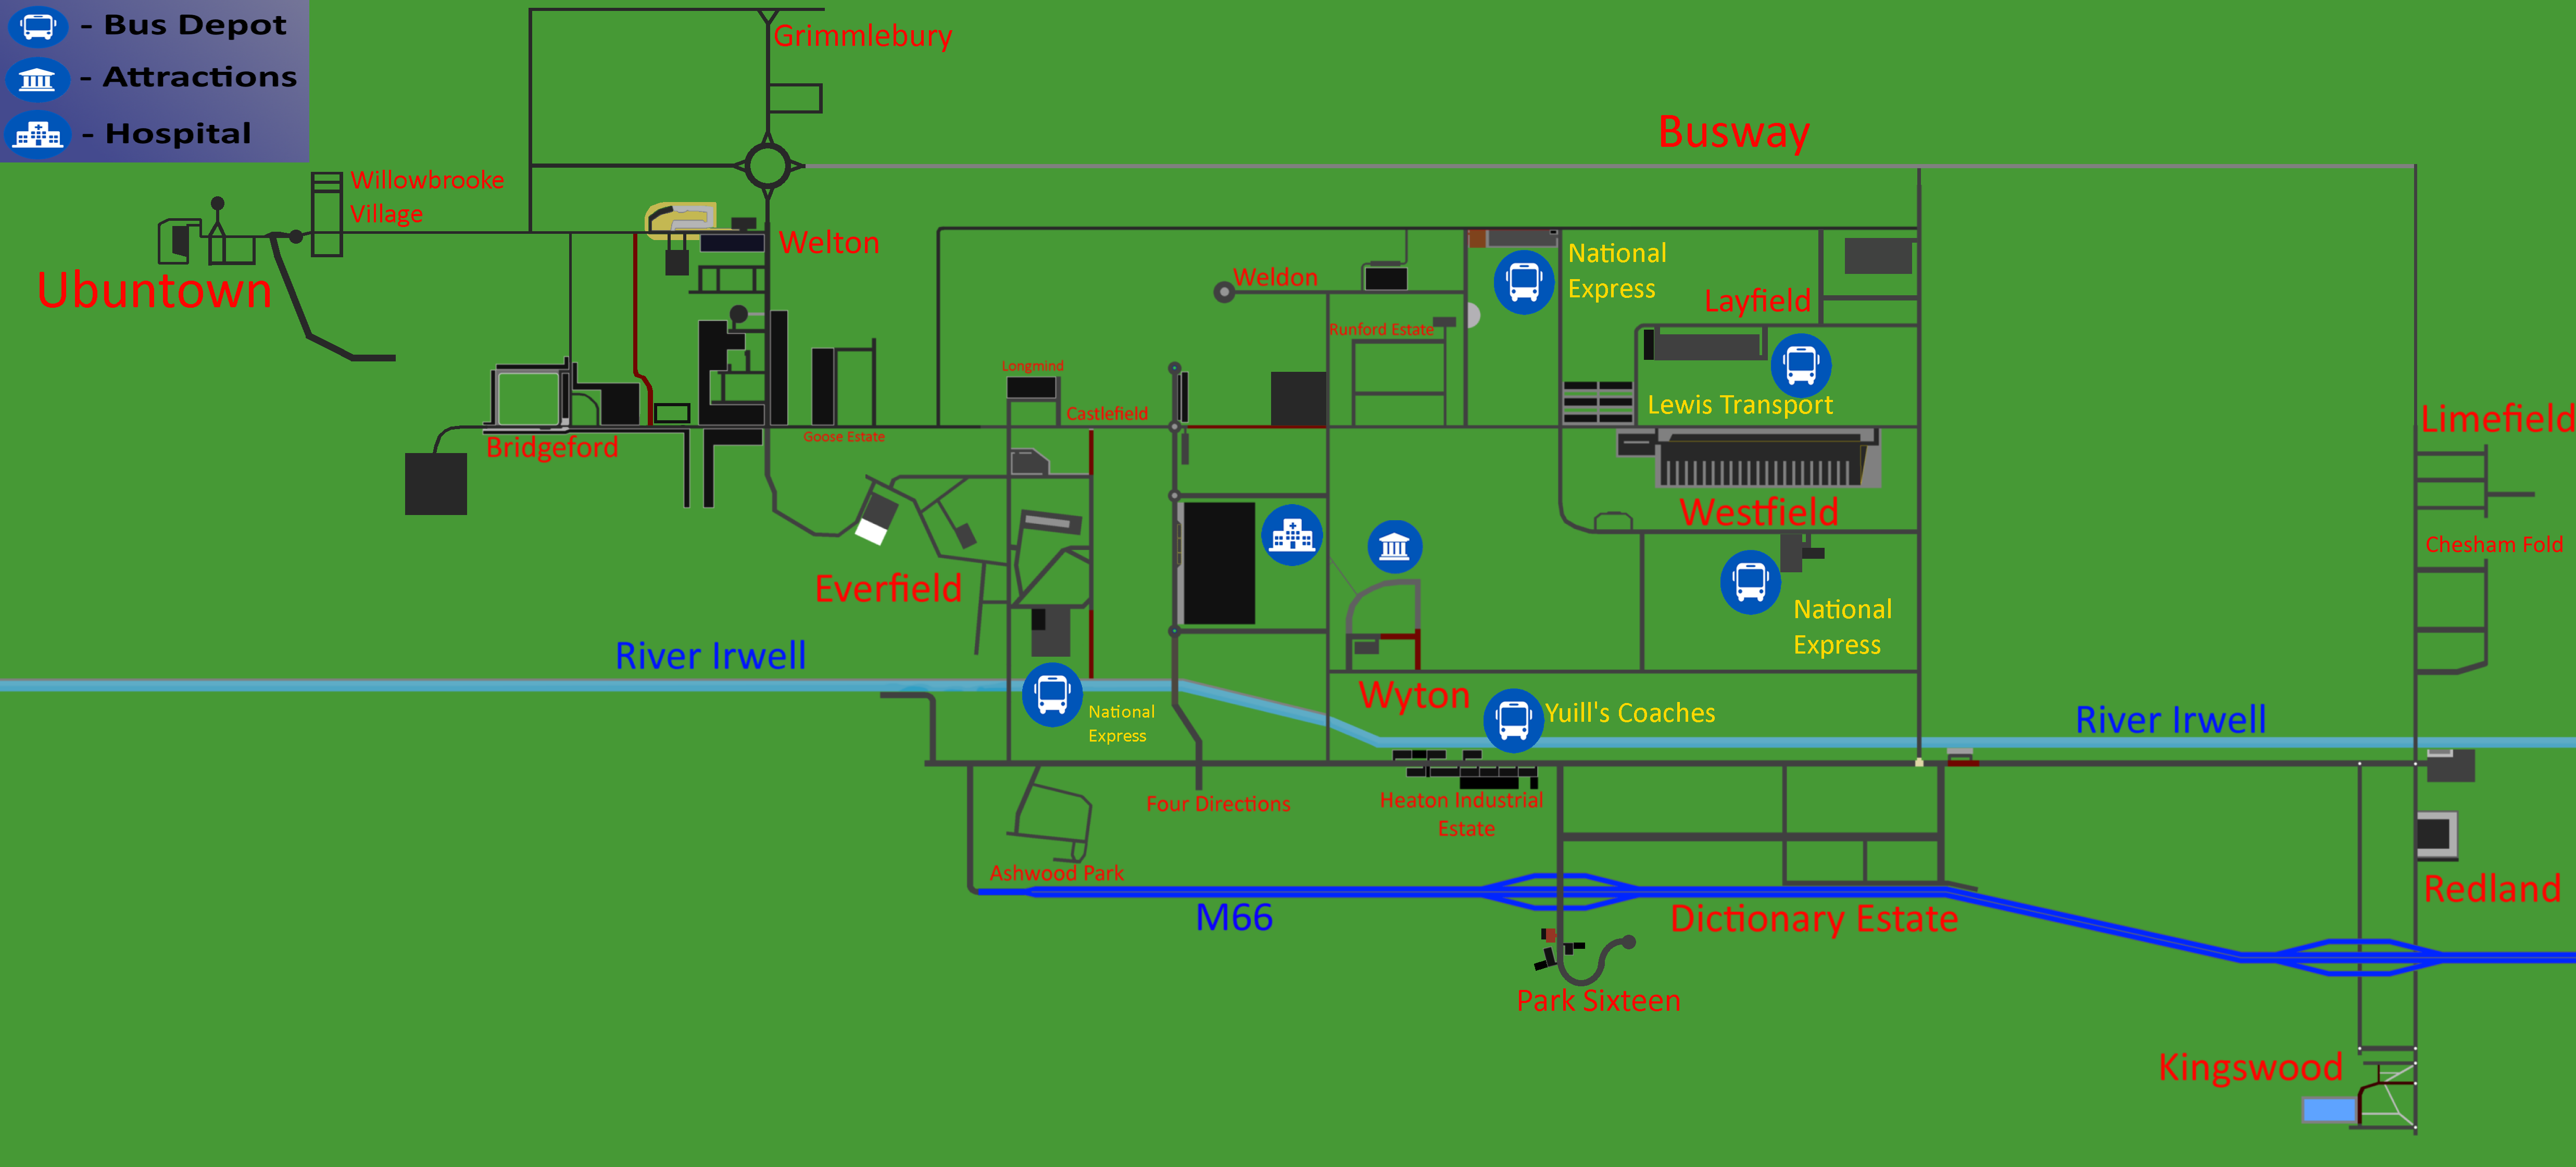 - Bus Depot
- Attractions
- Hospital
Grimmlebury
Busway
Willowbrooke
Village
Ubuntown
Welton
Weldon
National
Express
Layfield
Runford Estate
Longmind
Castlefield
Lewis Transport
Limefield
Goose Estate
Bridgeford
Westfield
Chesham Fold
Everfield
National
Express
River Irwell
Wyton
National
Express
Yuill's Coaches
River Irwell
Four Directions
Heaton Industrial
Estate
Ashwood Park
M66
Dictionary Estate
Redland
Park Sixteen
Kingswood